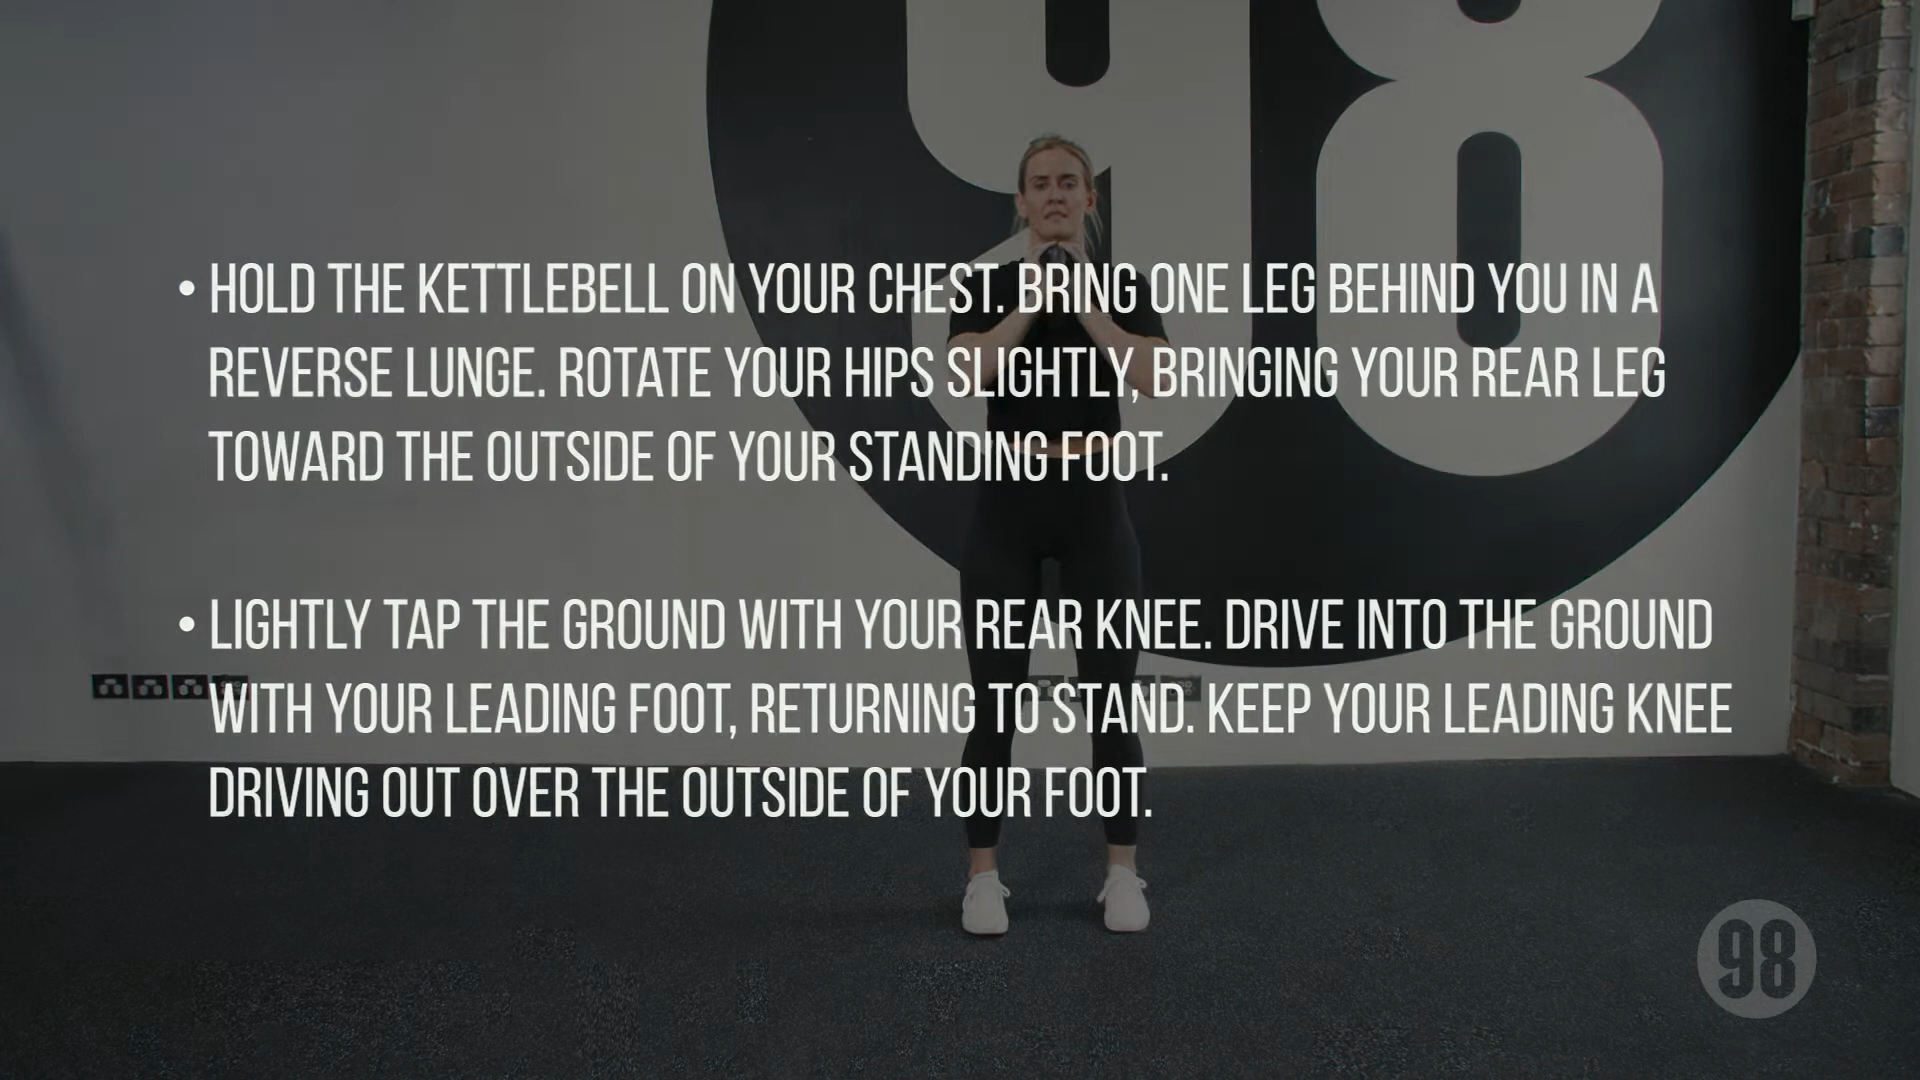 98
• HOLD THE KETTLEBELL ON YOUR CHEST. BRING ONE LEG BEHIND YOU IN A
REVERSE LUNGE. ROTATE YOUR HIPS SLIGHTLY, BRINGING YOUR REAR LEG
TOWARD THE OUTSIDE OF YOUR STANDING FOOT.
• LIGHTLY TAP THE GROUND WITH YOUR REAR KNEE. DRIVE INTO THE GROUND
WITH YOUR LEADING FOOT, RETURNING TO STAND. KEEP YOUR LEADING KNEE
DRIVING OUT OVER THE OUTSIDE OF YOUR FOOT.
98